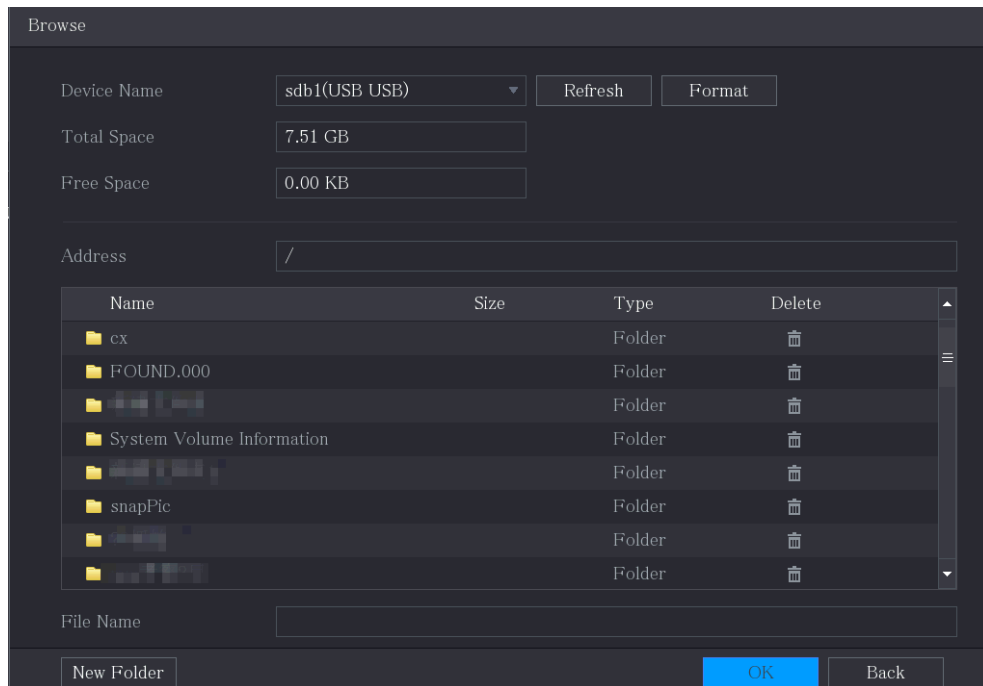 Browse
Device Name sdb1(USB USB) Refresh Format
Total Space 7.51 GB
Free Space 0.00 KB
Address /
Name Size Type Delete
cx Folder
FOUND.000 Folder
Folder
System Volume Information Folder
Folder
snapPic Folder
Folder
Folder
File Name
New Folder OK Back